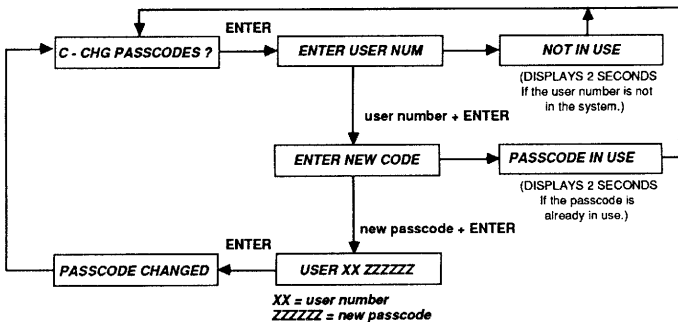 ENTER
C - CHG PASSCODES ?
ENTER USER NUM
NOT IN USE
(DISPLAYS 2 SECONDS
If the user number is not
in the system.)
user number + ENTER
ENTER NEW CODE
PASSCODE IN USE
(DISPLAYS 2 SECONDS
If the passcode is
already in use.)
new passcode + ENTER
ENTER
PASSCODE CHANGED
USER XX ZZZZZZ
XX = user number
ZZZZZZ = new passcode